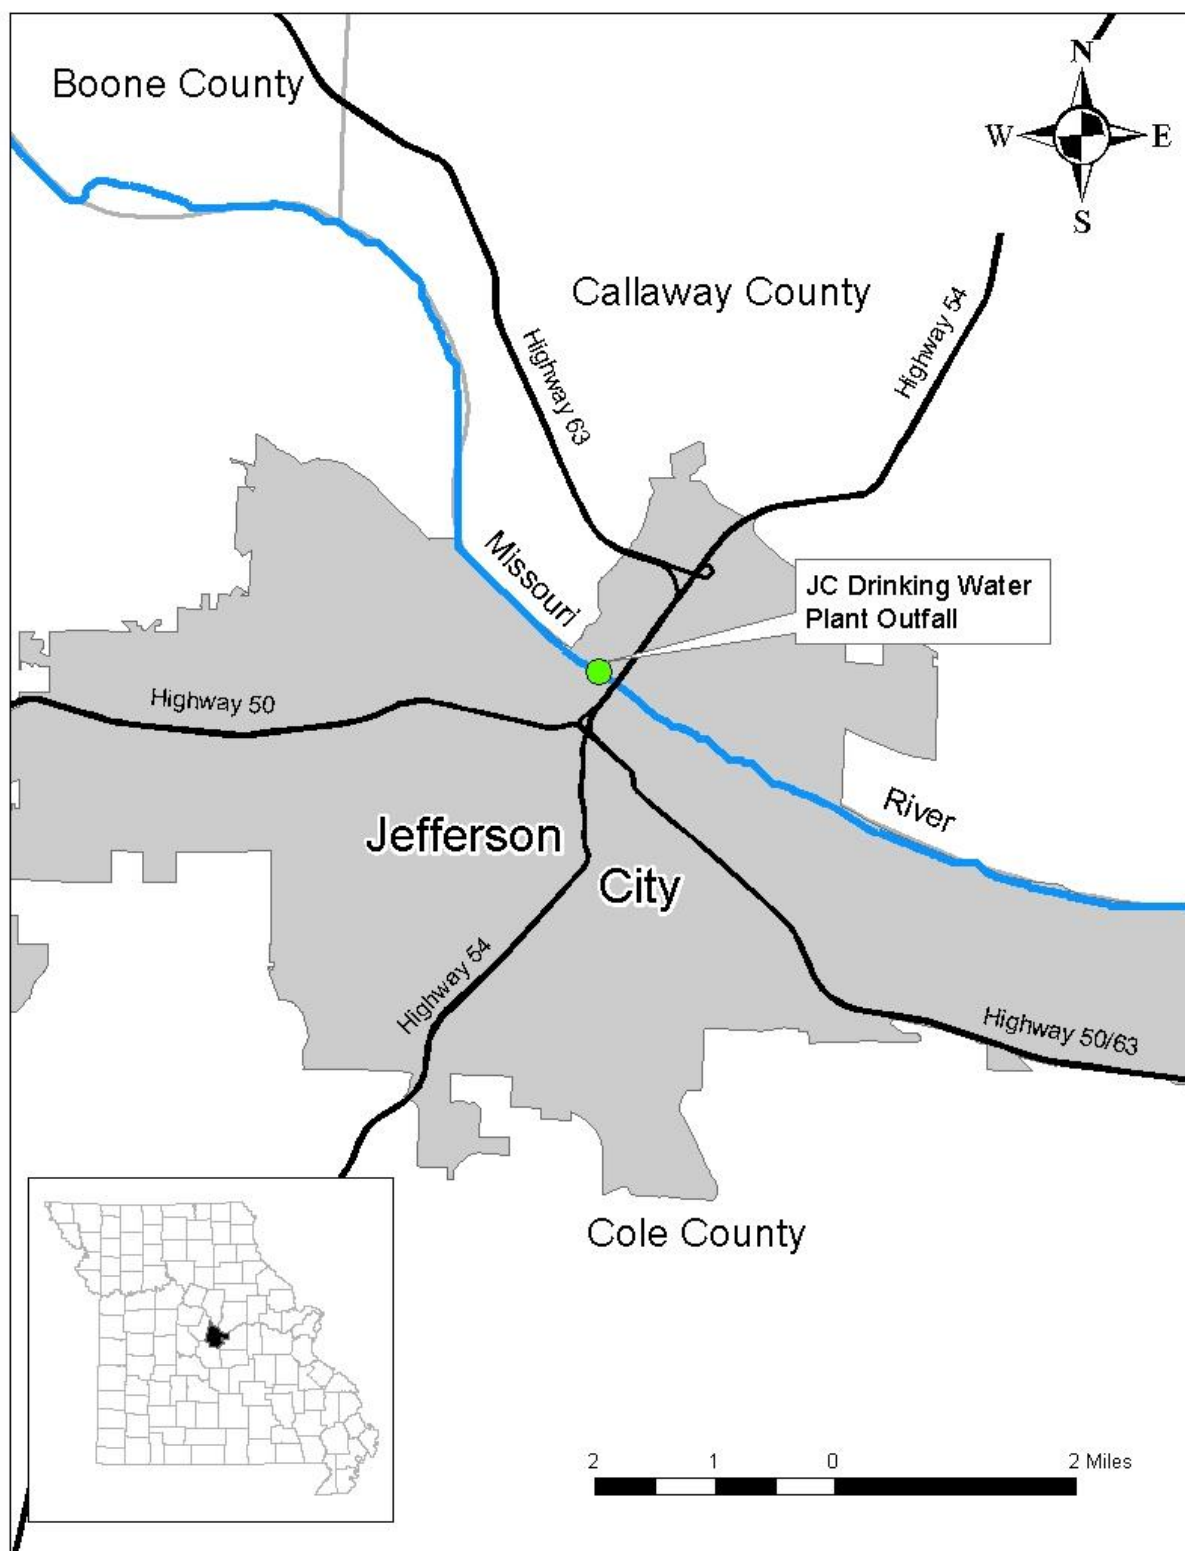 Boone County
N
W
E
S
Callaway County
Highway 54
Highway 63
Missouri
JC Drinking Water
Plant Outfall
Highway 50
River
Jefferson
City
Highway 54
Highway 50/63
Cole County
2 1 0 2 Miles